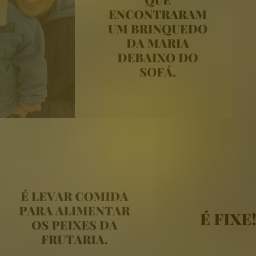 QUE
ENCONTRARAM
UM BRINQUEDO
DA MARIA
DEBAIXO DO
SOFÁ.
É LEVAR COMIDA
PARA ALIMENTAR
OS PEIXES DA
FRUTARIA.
É FIXE!